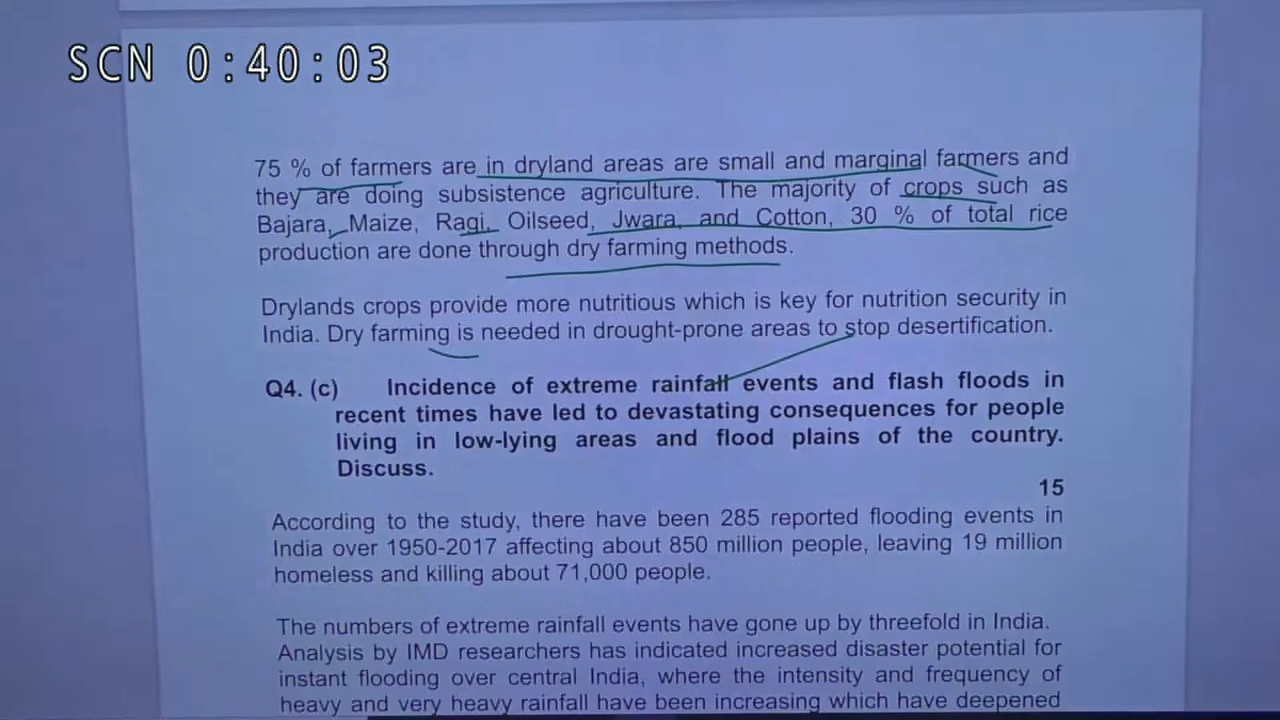 SCN 0:40:03
75 % of farmers are in dryland areas are small and marginal farmers and
they are doing subsistence agriculture. The majority of crops such as
Bajara, Maize, Ragi, Oilseed, Jwara, and Cotton, 30 % of total rice
production are done through dry farming methods.
Drylands crops provide more nutritious which is key for nutrition security in
India. Dry farming is needed in drought-prone areas to stop desertification.
Q4. (c) Incidence of extreme rainfall events and flash floods in
recent times have led to devastating consequences for people
living in low-lying areas and flood plains of the country.
Discuss.
15
According to the study, there have been 285 reported flooding events in
India over 1950-2017 affecting about 850 million people, leaving 19 million
homeless and killing about 71,000 people.
The numbers of extreme rainfall events have gone up by threefold in India.
Analysis by IMD researchers has indicated increased disaster potential for
instant flooding over central India, where the intensity and frequency of
heavy and very heavy rainfall have been increasing which have deepened